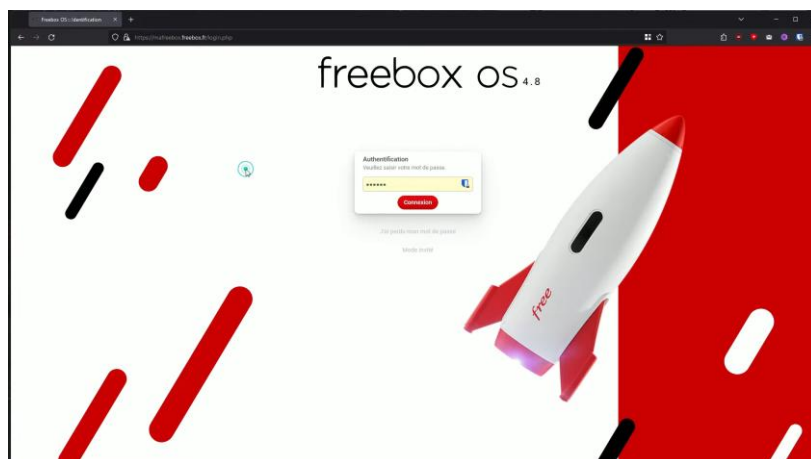 Freebox OS :: Identification
https://mafreebox.freebox.fr/login.php
freebox os 4.8
Authentification
Veuillez saisir votre mot de passe
Connexion
J'ai perdu mon mot de passe
Mode invité
free